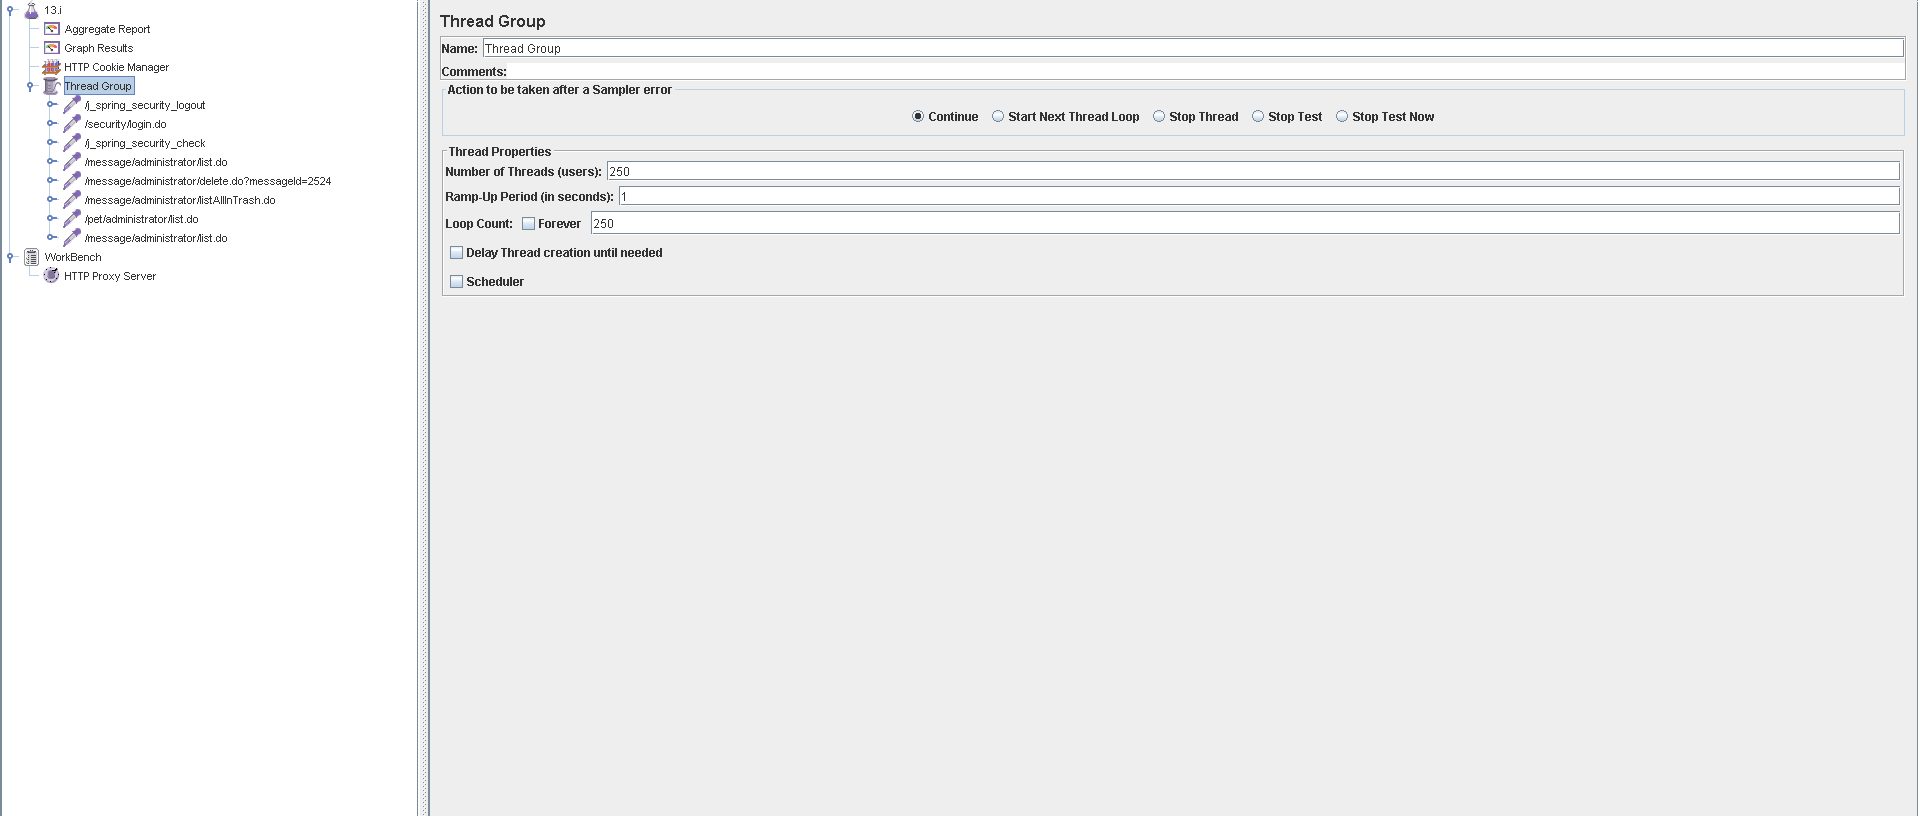 13.i
Aggregate Report
Graph Results
HTTP Cookie Manager
Thread Group
/j_spring_security_logout
/security/login.do
/j_spring_security_check
/message/administrator/list.do
/message/administrator/delete.do?messageId=2524
/message/administrator/listAllInTrash.do
/pet/administrator/list.do
/message/administrator/list.do
WorkBench
HTTP Proxy Server
Thread Group
Name: Thread Group
Comments:
Action to be taken after a Sampler error
Continue Start Next Thread Loop Stop Thread Stop Test Stop Test Now
Thread Properties
Number of Threads (users): 250
Ramp-Up Period (in seconds): 1
Loop Count: Forever 250
Delay Thread creation until needed
Scheduler